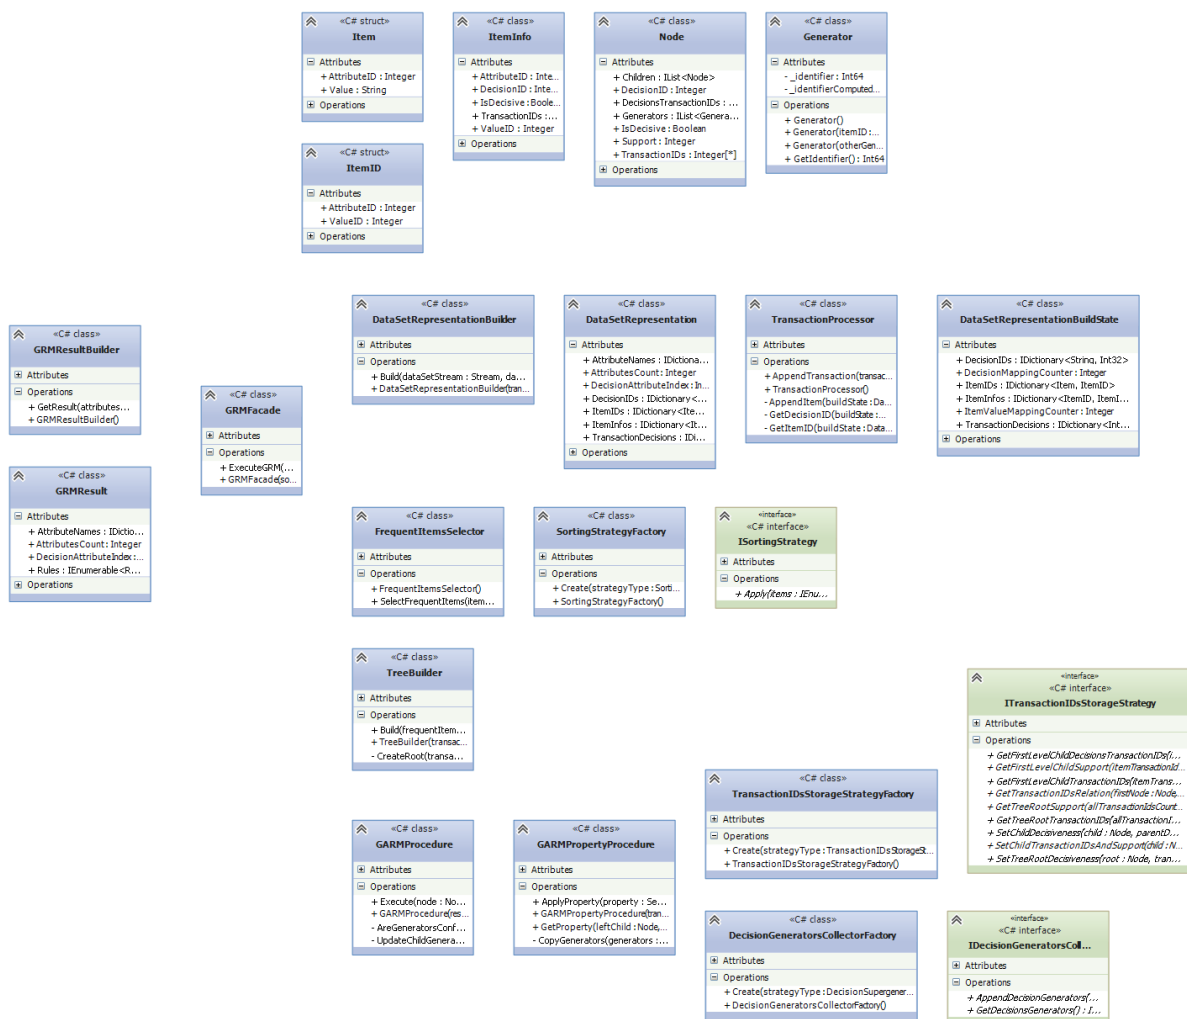 «C# struct»
Item
Attributes
+ AttributeID : Integer
+ Value : String
Operations
«C# class»
ItemInfo
Attributes
+ AttributeID : Inte...
+ DecisionID : Inte...
+ IsDecisive : Boole...
+ TransactionIDs : ...
+ ValueID : Integer
Operations
«C# class»
Node
Attributes
+ Children : IList<Node>
+ DecisionID : Integer
+ DecisionsTransactionIDs : ...
+ Generators : IList<Genera...
+ IsDecisive : Boolean
+ Support : Integer
+ TransactionIDs : Integer[*]
Operations
«C# class»
Generator
Attributes
- _identifier : Int64
- _identifierComputed...
Operations
+ Generator()
+ Generator(itemID : ...
+ Generator(otherGen...
+ GetIdentifier() : Int64
«C# struct»
ItemID
Attributes
+ AttributeID : Integer
+ ValueID : Integer
Operations
«C# class»
GRMResultBuilder
Attributes
Operations
+ GetResult(attributes...
+ GRMResultBuilder()
«C# class»
GRMResult
Attributes
+ AttributeNames : IDictio...
+ AttributesCount : Integer
+ DecisionAttributeIndex : ...
+ Rules : IEnumerable<R...
Operations
«C# class»
GRMFacade
Attributes
Operations
+ ExecuteGRM(...
+ GRMFacade(so...
«C# class»
DataSetRepresentationBuilder
Attributes
Operations
+ Build(dataSetStream : Stream, da...
+ DataSetRepresentationBuilder(tran...
«C# class»
DataSetRepresentation
Attributes
+ AttributeNames : IDictiona...
+ AttributesCount : Integer
+ DecisionAttributeIndex : In...
+ DecisionIDs : IDictionary<...
+ ItemIDs : IDictionary<Ite...
+ ItemInfos : IDictionary<It...
+ TransactionDecisions : IDi...
Operations
«C# class»
TransactionProcessor
Attributes
Operations
+ AppendTransaction(transac...
+ TransactionProcessor()
- AppendItem(buildState : Da...
- GetDecisionID(buildState : ...
- GetItemID(buildState : Data...
«C# class»
DataSetRepresentationBuildState
Attributes
+ DecisionIDs : IDictionary<String, Int32>
+ DecisionMappingCounter : Integer
+ ItemIDs : IDictionary<Item, ItemID>
+ ItemInfos : IDictionary<ItemID, ItemI...
+ ItemValueMappingCounter : Integer
+ TransactionDecisions : IDictionary<Int...
Operations
«C# class»
FrequentItemsSelector
Attributes
Operations
+ FrequentItemsSelector()
+ SelectFrequentItems(item...
«C# class»
SortingStrategyFactory
Attributes
Operations
+ Create(strategyType : Sorti...
+ SortingStrategyFactory()
«interface»
«C# interface»
ISortingStrategy
Attributes
Operations
+ Apply(items : IEnu...
«C# class»
TreeBuilder
Attributes
Operations
+ Build(frequentItem...
+ TreeBuilder(transac...
- CreateRoot(transa...
«interface»
«C# interface»
ITransactionIDsStorageStrategy
Attributes
Operations
+ GetFirstLevelChildDecisionsTransactionIDs(i...
+ GetFirstLevelChildSupport(itemTransactionId...
+ GetFirstLevelChildTransactionIDs(itemTrans...
+ GetTransactionIDsRelation(firstNode : Node,...
+ GetTreeRootSupport(allTransactionIdsCount...
+ GetTreeRootTransactionIDs(allTransactionI...
+ SetChildDecisiveness(child : Node, parentD...
+ SetChildTransactionIDsAndSupport(child : N...
+ SetTreeRootDecisiveness(root : Node, tran...
«C# class»
TransactionIDsStorageStrategyFactory
Attributes
Operations
+ Create(strategyType : TransactionIDsStorageSt...
+ TransactionIDsStorageStrategyFactory()
«C# class»
GARMProcedure
Attributes
Operations
+ Execute(node : No...
+ GARMProcedure(res...
- AreGeneratorsConf...
- UpdateChildGenera...
«C# class»
GARMPropertyProcedure
Attributes
Operations
+ ApplyProperty(property : Se...
+ GARMPropertyProcedure(tran...
+ GetProperty(leftChild : Node,...
- CopyGenerators(generators : ...
«C# class»
DecisionGeneratorsCollectorFactory
Attributes
Operations
+ Create(strategyType : DecisionSupergener...
+ DecisionGeneratorsCollectorFactory()
«interface»
«C# interface»
IDecisionGeneratorsColl...
Attributes
Operations
+ AppendDecisionGenerators(...
+ GetDecisionsGenerators() : I...